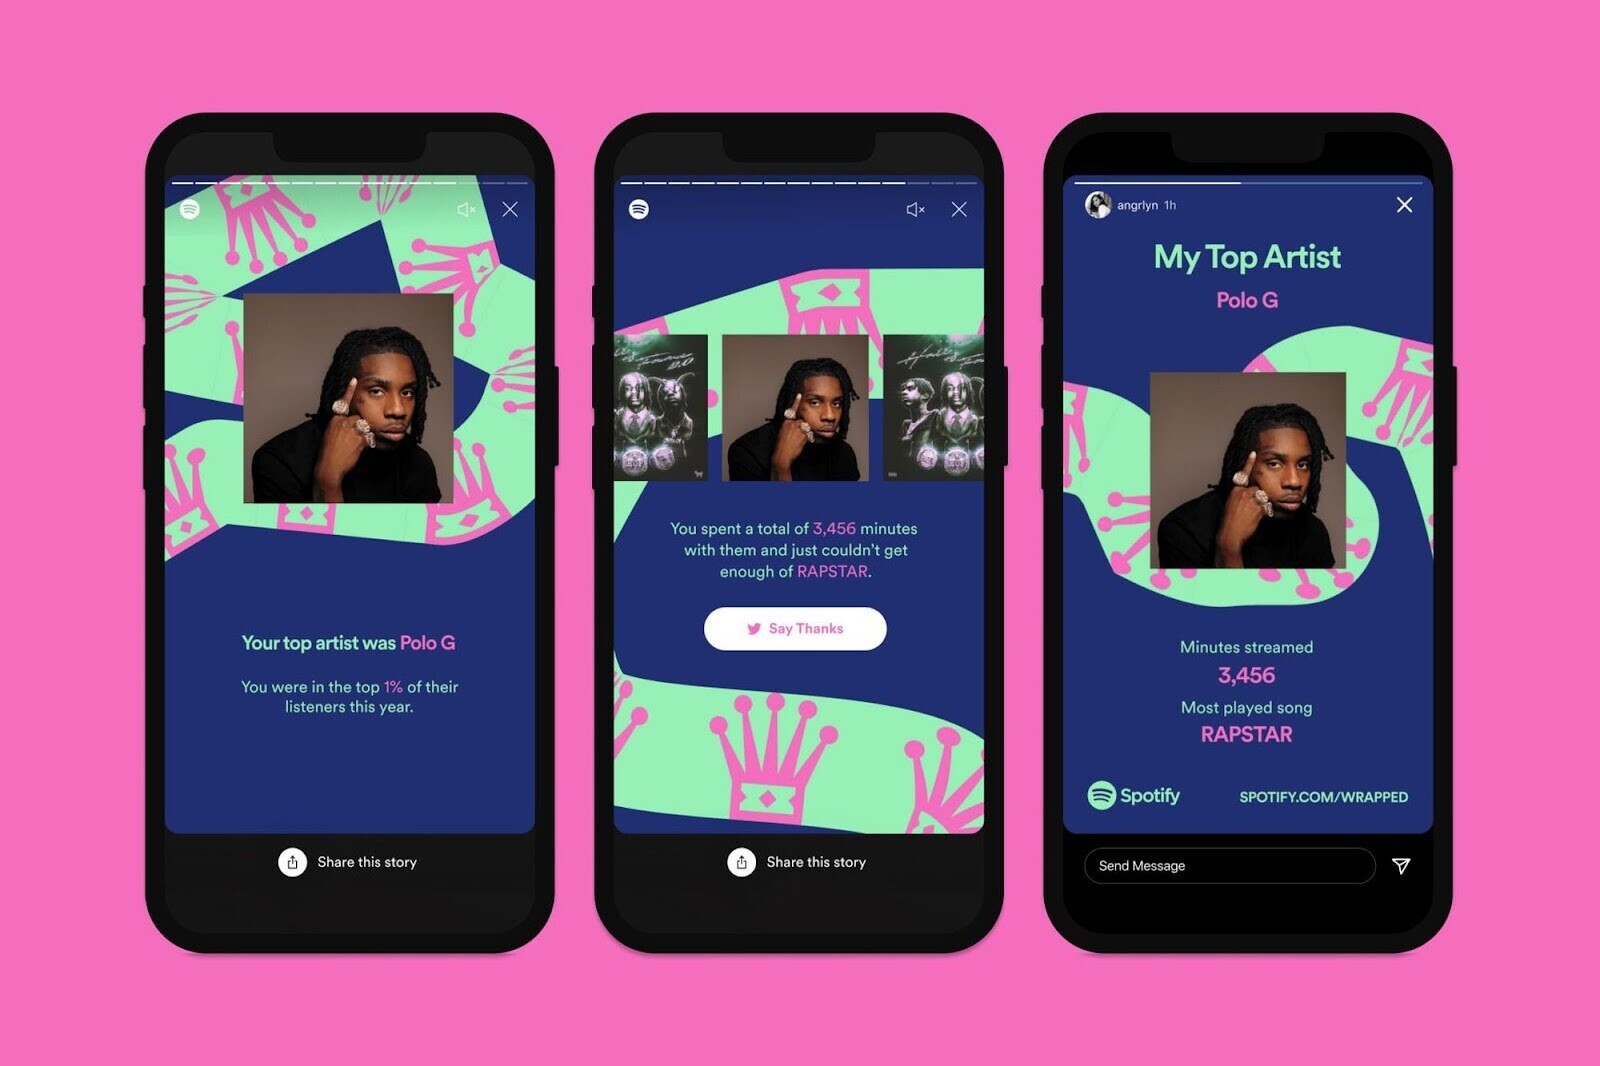 Your top artist was Polo G
You were in the top 1% of their
listeners this year.
Share this story
You spent a total of 3,456 minutes
with them and just couldn't get
enough of RAPSTAR.
Say Thanks
Share this story
angrlyn 1h
My Top Artist
Polo G
Minutes streamed
3,456
Most played song
RAPSTAR
Spotify
SPOTIFY.COM/WRAPPED
Send Message